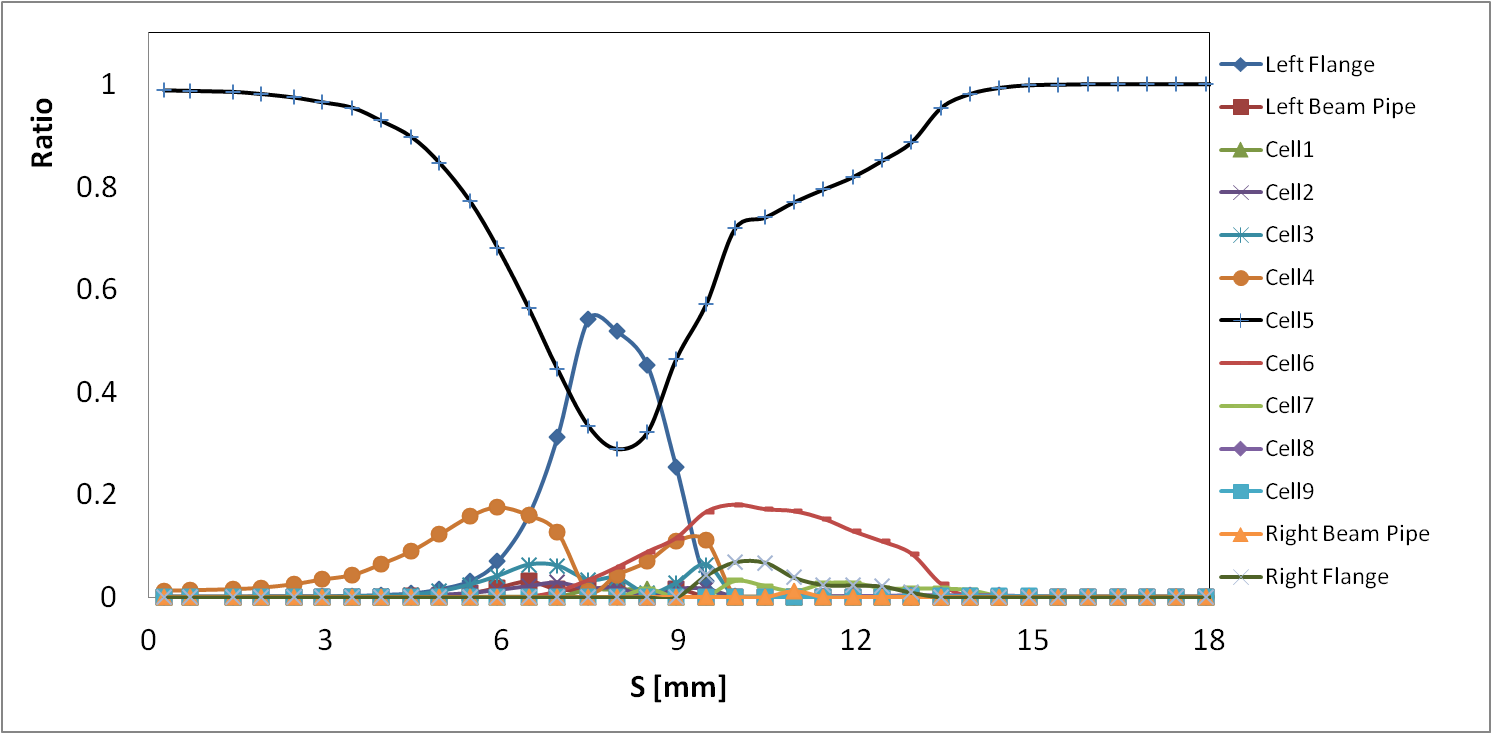 1
0.8
0.6
0.4
0.2
0
Ratio
0 3 6 9 12 15 18
S [mm]
Left Flange
Left Beam Pipe
Cell1
Cell2
Cell3
Cell4
Cell5
Cell6
Cell7
Cell8
Cell9
Right Beam Pipe
Right Flange